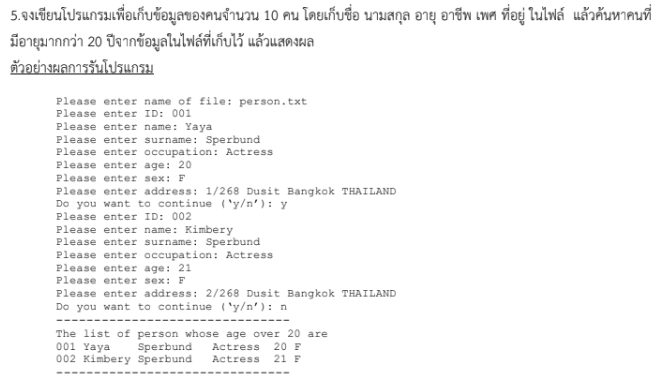 5.จงเขียนโปรแกรมเพื่อเก็บข้อมูลของคนจำนวน 10 คน โดยเก็บชื่อ นามสกุล อายุ อาชีพ เพศ ที่อยู่ ในไฟล์ แล้วค้นหาคนที่
มีอายุมากกว่า 20 ปีจากข้อมูลในไฟล์ที่เก็บไว้ แล้วแสดงผล
ตัวอย่างผลการรันโปรแกรม
Please enter name of file: person.txt
Please enter ID: 001
Please enter name: Yaya
Please enter surname: Sperbund
Please enter occupation: Actress
Please enter age: 20
Please enter sex: F
Please enter address: 1/268 Dusit Bangkok THAILAND
Do you want to continue (‘y/n’): y
Please enter ID: 002
Please enter name: Kimbery
Please enter surname: Sperbund
Please enter occupation: Actress
Please enter age: 21
Please enter sex: F
Please enter address: 2/268 Dusit Bangkok THAILAND
Do you want to continue (‘y/n’): n
------------------------------
The list of person whose age over 20 are
001 Yaya    Sperbund   Actress  20 F
002 Kimbery Sperbund   Actress  21 F
------------------------------